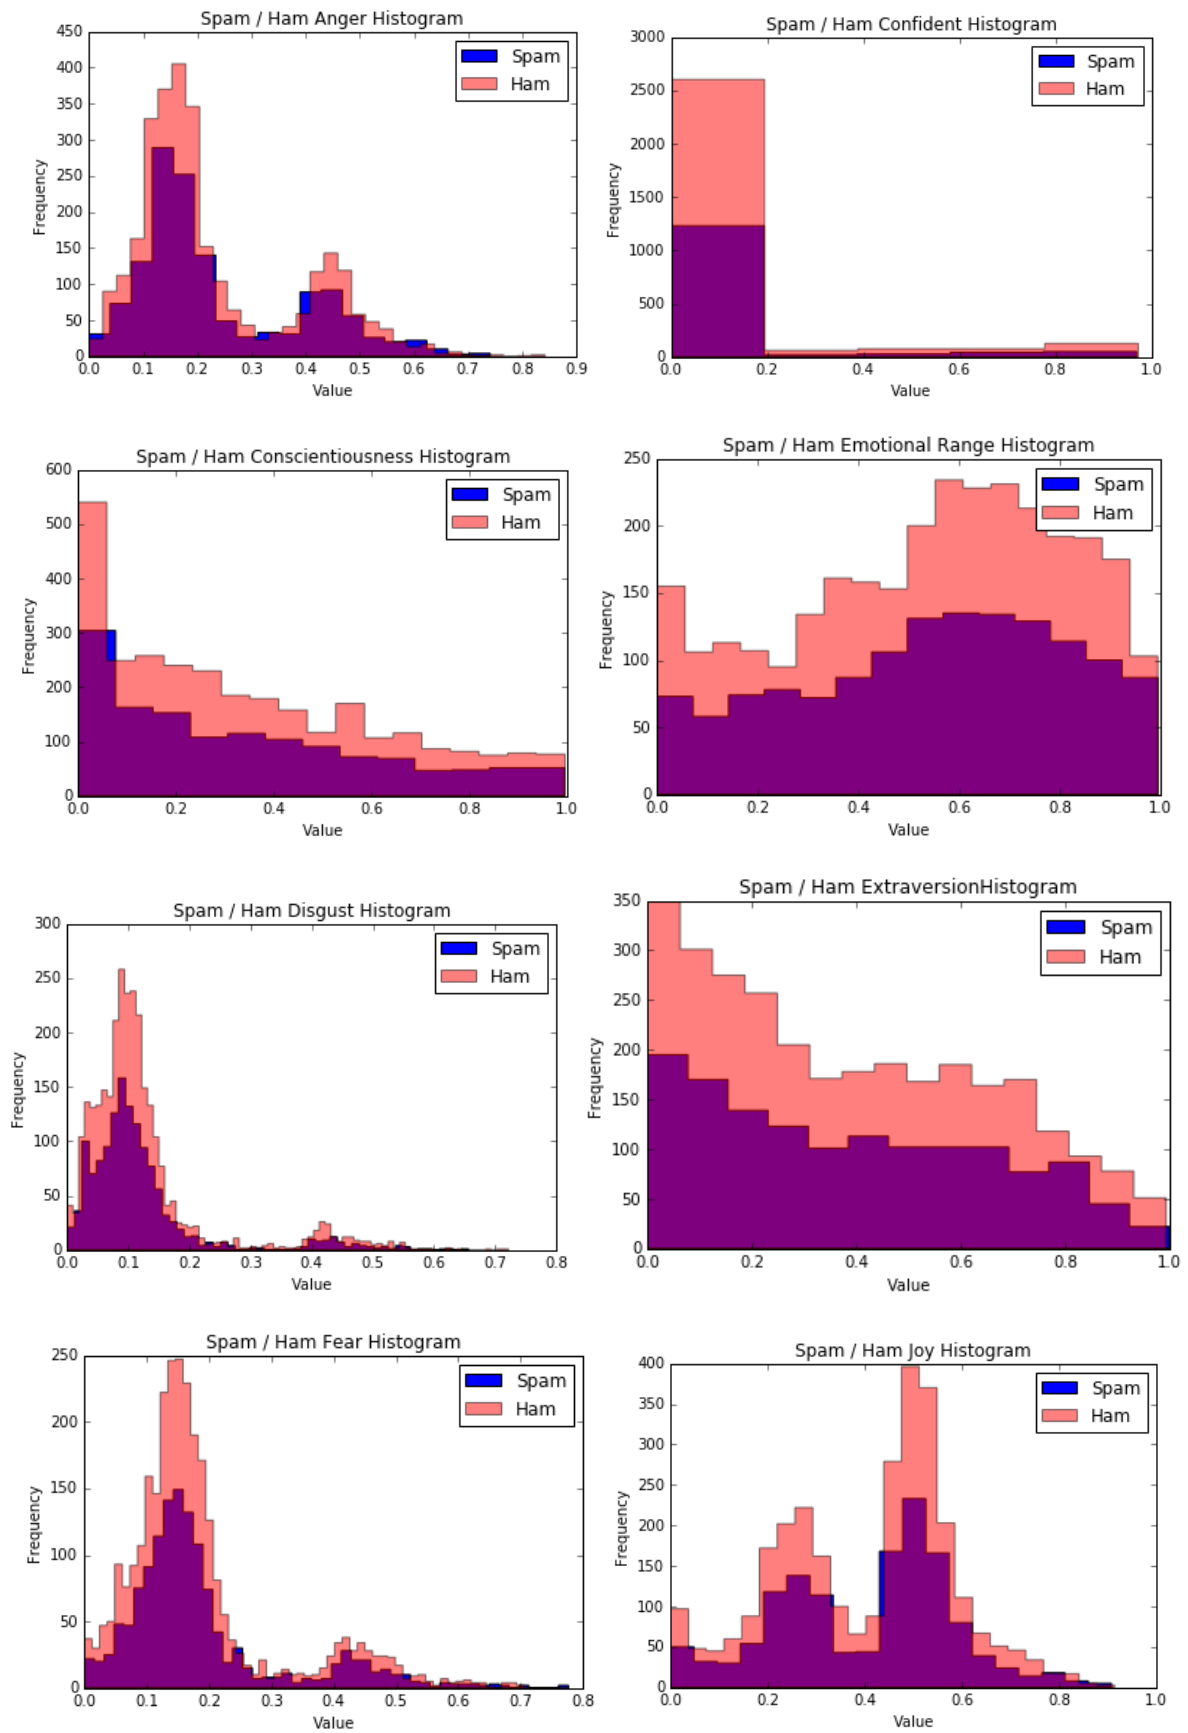 Spam / Ham Anger Histogram
450
400
350
300
250
200
150
100
50
0
Frequency
Spam
Ham
0.0 0.1 0.2 0.3 0.4 0.5 0.6 0.7 0.8 0.9
Value
Spam / Ham Confident Histogram
3000
2500
2000
1500
1000
500
0
Frequency
Spam
Ham
0.0 0.2 0.4 0.6 0.8 1.0
Value
Spam / Ham Conscientiousness Histogram
600
500
400
300
200
100
0
Frequency
Spam
Ham
0.0 0.2 0.4 0.6 0.8 1.0
Value
Spam / Ham Emotional Range Histogram
250
200
150
100
50
0
Frequency
Spam
Ham
0.0 0.2 0.4 0.6 0.8 1.0
Value
Spam / Ham Disgust Histogram
300
250
200
150
100
50
0
Frequency
Spam
Ham
0.0 0.1 0.2 0.3 0.4 0.5 0.6 0.7 0.8
Value
Spam / Ham ExtraversionHistogram
350
300
250
200
150
100
50
0
Frequency
Spam
Ham
0.0 0.2 0.4 0.6 0.8 1.0
Value
Spam / Ham Fear Histogram
250
200
150
100
50
0
Frequency
Spam
Ham
0.0 0.1 0.2 0.3 0.4 0.5 0.6 0.7 0.8
Value
Spam / Ham Joy Histogram
400
350
300
250
200
150
100
50
0
Frequency
Spam
Ham
0.0 0.2 0.4 0.6 0.8 1.0
Value